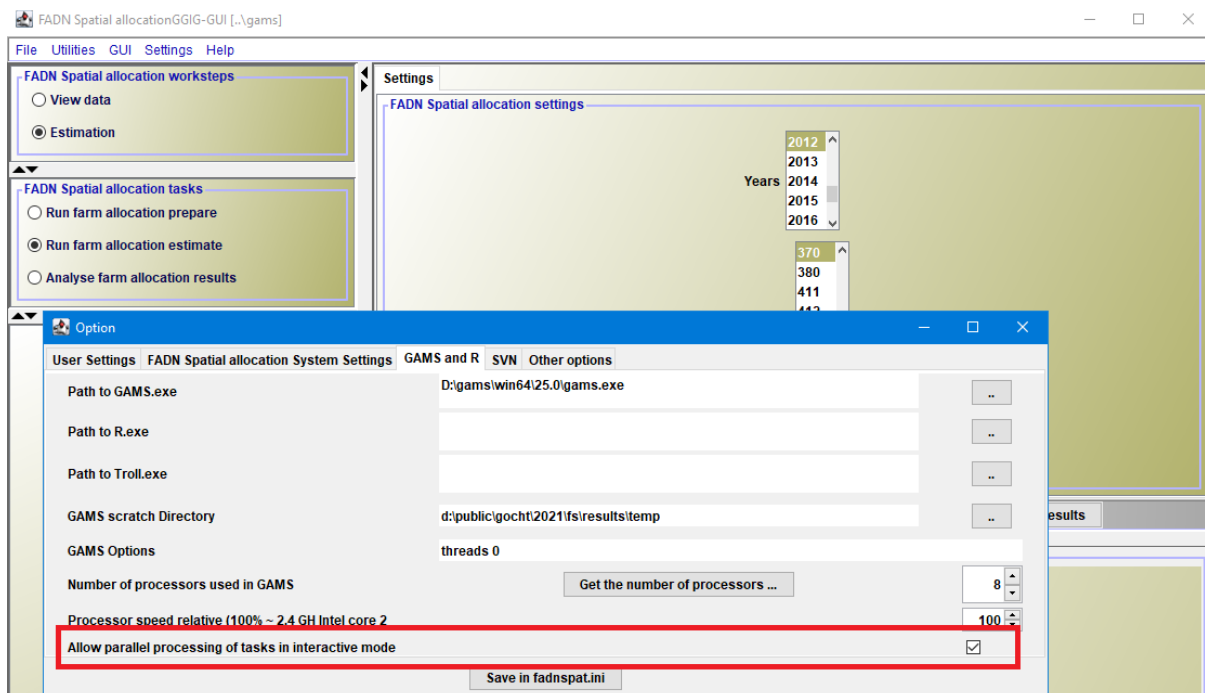 FADN Spatial allocationGGIG-GUI [..\gams]
File Utilities GUI Settings Help
FADN Spatial allocation worksteps
View data
Estimation
FADN Spatial allocation tasks
Run farm allocation prepare
Run farm allocation estimate
Analyse farm allocation results
Settings
FADN Spatial allocation settings
Years
2012
2013
2014
2015
2016
370
380
411
esults
Option
User Settings FADN Spatial allocation System Settings GAMS and R SVN Other options
Path to GAMS.exe D:\gams\win64\25.0\gams.exe ..
Path to R.exe ..
Path to Troll.exe ..
GAMS scratch Directory d:\public\gocht\2021\fs\results\temp ..
GAMS Options threads 0
Number of processors used in GAMS Get the number of processors ... 8
Processor speed relative (100% ~ 2.4 GH Intel core 2 100
Allow parallel processing of tasks in interactive mode
Save in fadnspat.ini